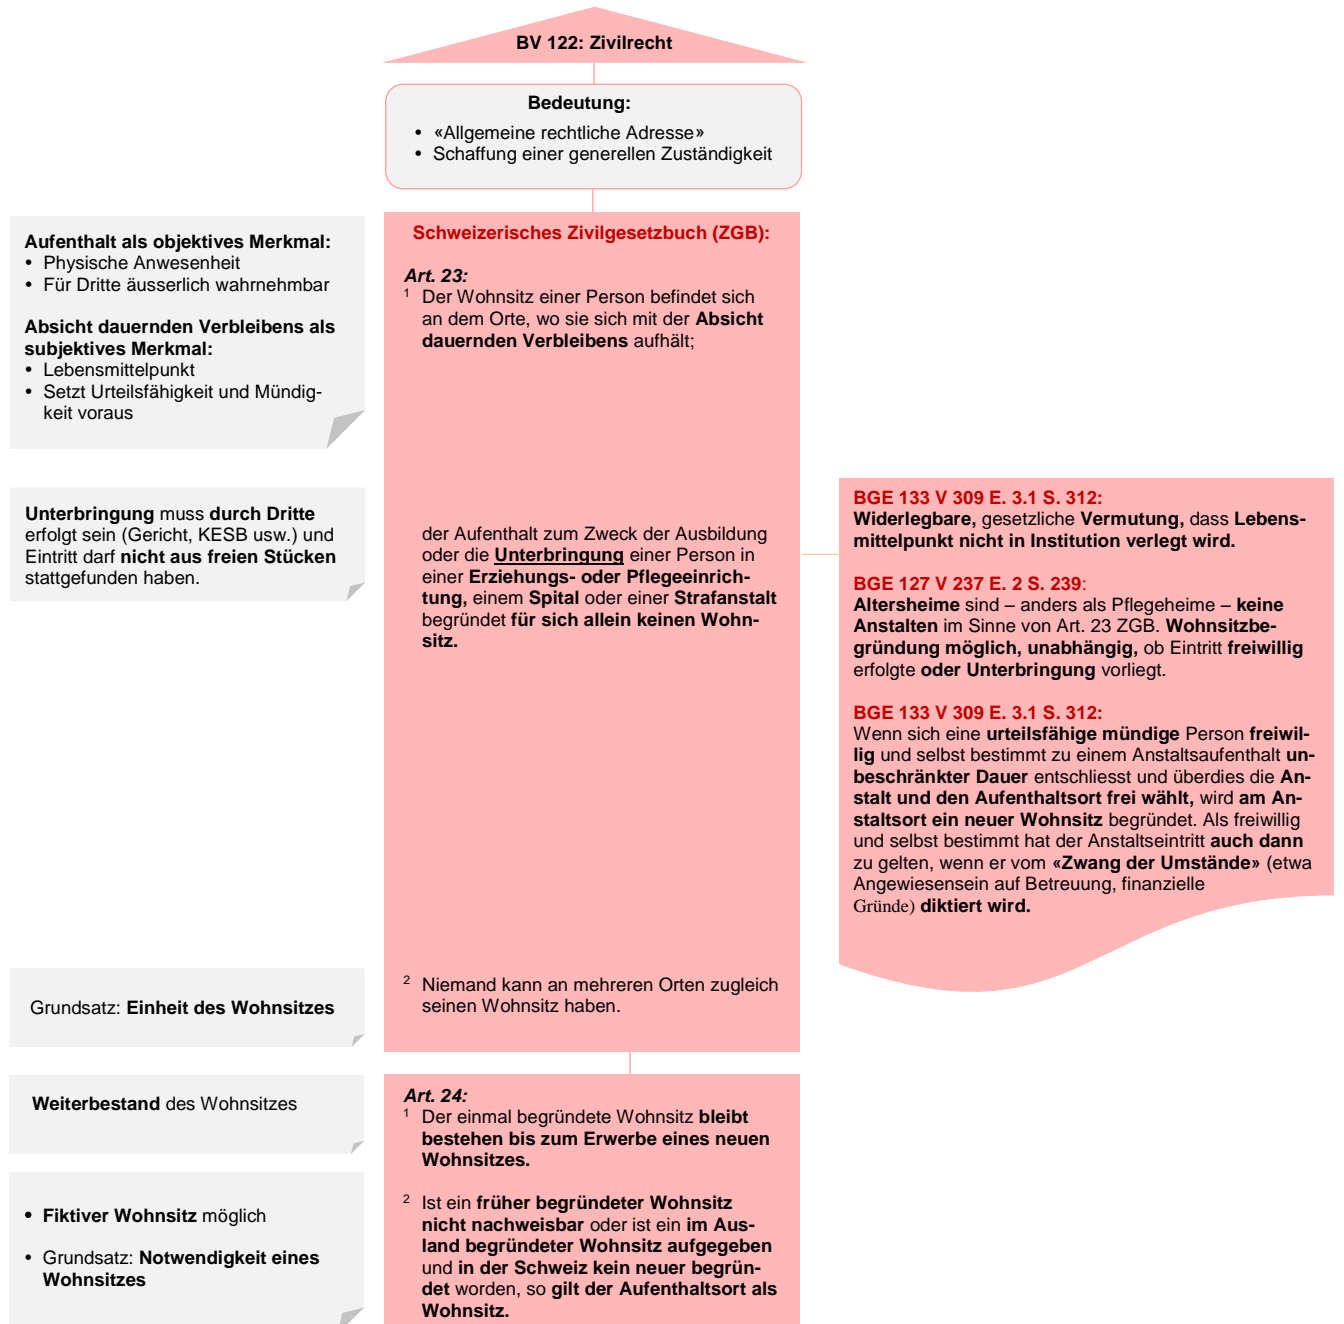 BV 122: Zivilrecht
Bedeutung:
• «Allgemeine rechtliche Adresse»
• Schaffung einer generellen Zuständigkeit
Aufenthalt als objektives Merkmal:
• Physische Anwesenheit
• Für Dritte äusserlich wahrnehmbar
Absicht dauernden Verbleibens als
subjektives Merkmal:
• Lebensmittelpunkt
• Setzt Urteilsfähigkeit und Mündig-
keit voraus
Schweizerisches Zivilgesetzbuch (ZGB):
Art. 23:
1 Der Wohnsitz einer Person befindet sich
an dem Orte, wo sie sich mit der Absicht
dauernden Verbleibens aufhält;
Unterbringung muss durch Dritte
erfolgt sein (Gericht, KESB usw.) und
Eintritt darf nicht aus freien Stücken
stattgefunden haben.
der Aufenthalt zum Zweck der Ausbildung
oder die Unterbringung einer Person in
einer Erziehungs- oder Pflegeeinrich-
tung, einem Spital oder einer Strafanstalt
begründet für sich allein keinen Wohn-
sitz.
BGE 133 V 309 E. 3.1 S. 312:
Widerlegbare, gesetzliche Vermutung, dass Lebens-
mittelpunkt nicht in Institution verlegt wird.
BGE 127 V 237 E. 2 S. 239:
Altersheime sind – anders als Pflegeheime – keine
Anstalten im Sinne von Art. 23 ZGB. Wohnsitzbe-
gründung möglich, unabhängig, ob Eintritt freiwillig
erfolgte oder Unterbringung vorliegt.
BGE 133 V 309 E. 3.1 S. 312:
Wenn sich eine urteilsfähige mündige Person freiwil-
lig und selbst bestimmt zu einem Anstaltsaufenthalt un-
beschränkter Dauer entschliesst und überdies die An-
stalt und den Aufenthaltsort frei wählt, wird am An-
staltsort ein neuer Wohnsitz begründet. Als freiwillig
und selbst bestimmt hat der Anstaltseintritt auch dann
zu gelten, wenn er vom «Zwang der Umstände» (etwa
Angewiesensein auf Betreuung, finanzielle
Gründe) diktiert wird.
Grundsatz: Einheit des Wohnsitzes
2 Niemand kann an mehreren Orten zugleich
seinen Wohnsitz haben.
Weiterbestand des Wohnsitzes
Art. 24:
1 Der einmal begründete Wohnsitz bleibt
bestehen bis zum Erwerbe eines neuen
Wohnsitzes.
• Fiktiver Wohnsitz möglich
• Grundsatz: Notwendigkeit eines
Wohnsitzes
2 Ist ein früher begründeter Wohnsitz
nicht nachweisbar oder ist ein im Aus-
land begründeter Wohnsitz aufgegeben
und in der Schweiz kein neuer begrün-
det worden, so gilt der Aufenthaltsort als
Wohnsitz.